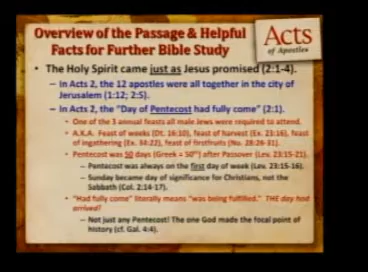 Overview of the Passage & Helpful
Facts for Further Bible Study
Acts
of Apostles
• The Holy Spirit came just as Jesus promised (2:1-4).
– In Acts 2, the 12 apostles were all together in the city of
Jerusalem (1:12; 2:5).
– In Acts 2, the "Day of Pentecost had fully come" (2:1).
• One of the 3 annual feasts all male Jews were required to attend.
• A.K.A. Feast of weeks (Dt. 16:10), feast of harvest (Ex. 23:16), feast
of ingathering (Ex. 34:22), feast of firstfruits (No. 28:26-31).
• Pentecost was 50 days (Greek = 50th) after Passover (Lev. 23:15-21).
– Pentecost was always on the first day of week (Lev. 23:15-16).
– Sunday became day of significance for Christians, not the
Sabbath (Col. 2:14-17).
• "Had fully come" literally means "was being fulfilled." THE day had
arrived!
– Not just any Pentecost! The one God made the focal point of
history (cf. Gal. 4:4).